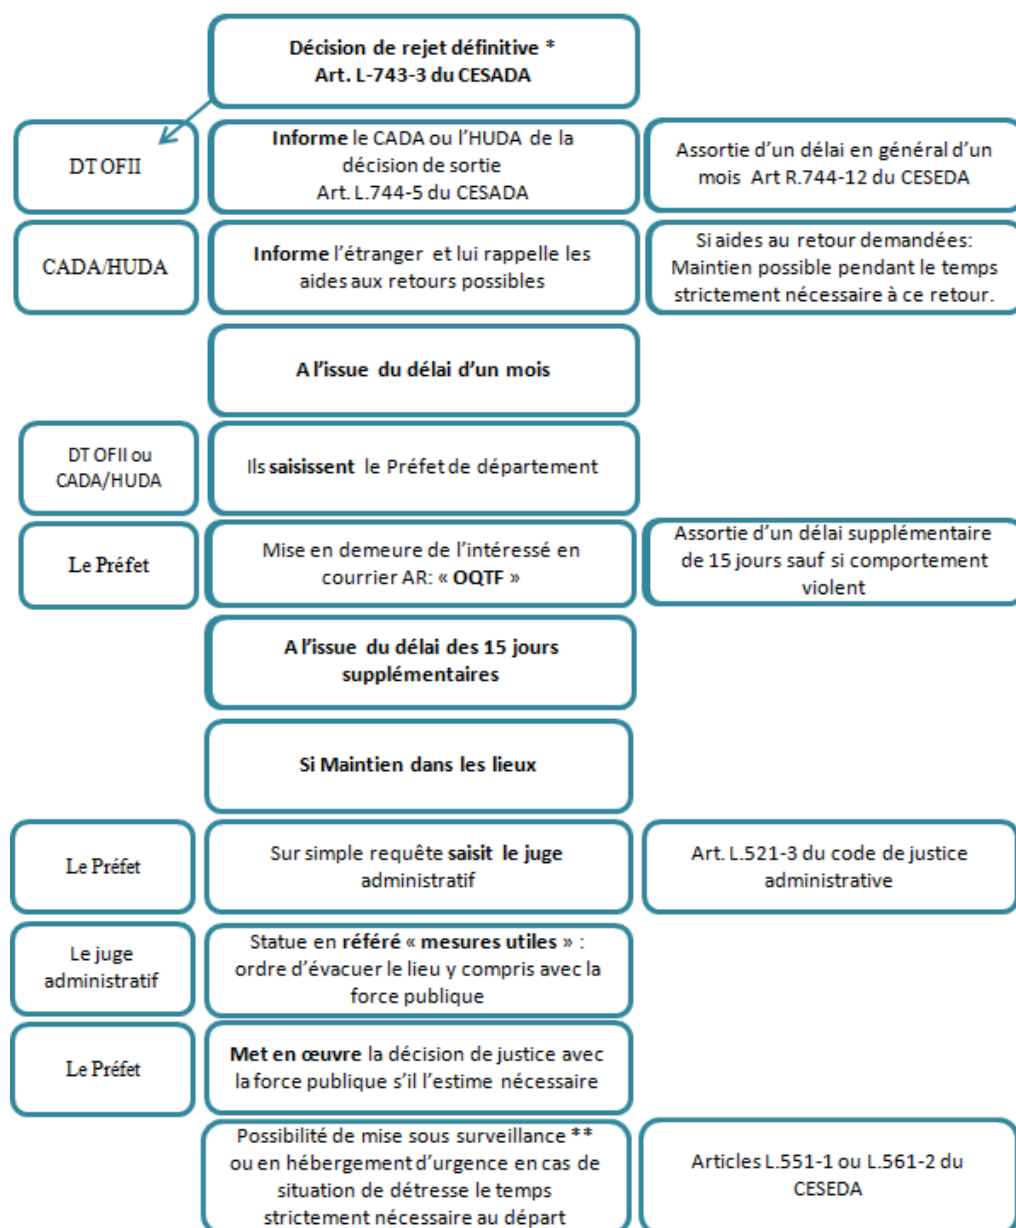 Décision de rejet définitive *
Art. L-743-3 du CESADA
DT OFII
Informe le CADA ou l'HUDA de la
décision de sortie
Art. L.744-5 du CESADA
Assortie d'un délai en général d'un
mois Art R.744-12 du CESEDA
CADA/HUDA
Informe l'étranger et lui rappelle les
aides aux retours possibles
Si aides au retour demandées:
Maintien possible pendant le temps
strictement nécessaire à ce retour.
A l'issue du délai d'un mois
DT OFII ou
CADA/HUDA
Ils saisissent le Préfet de département
Le Préfet
Mise en demeure de l'intéressé en
courrier AR: « OQTF »
Assortie d'un délai supplémentaire
de 15 jours sauf si comportement
violent
A l'issue du délai des 15 jours
supplémentaires
Si Maintien dans les lieux
Le Préfet
Sur simple requête saisit le juge
administratif
Art. L.521-3 du code de justice
administrative
Le juge
administratif
Statue en référé « mesures utiles » :
ordre d'évacuer le lieu y compris avec la
force publique
Le Préfet
Met en œuvre la décision de justice avec
la force publique s'il l'estime nécessaire
Possibilité de mise sous surveillance **
ou en hébergement d'urgence en cas de
situation de détresse le temps
strictement nécessaire au départ
Articles L.551-1 ou L.561-2 du
CESEDA